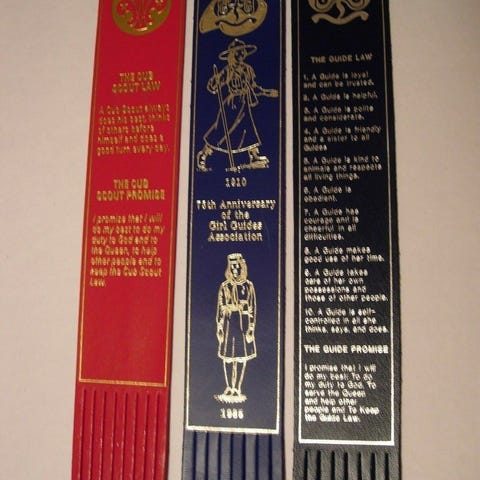 THE CUB
SCOUT LAW
A Cub Scout always
does his best, thinks
of others before
himself and does a
good turn every day.
THE CUB
SCOUT PROMISE
I promise that I will
do my best to do my
duty to God and to
the Queen, to help
other people and to
keep the Cub Scout
Law.
1910
75th Anniversary
of the
Girl Guides
Association
1985
THE GUIDE LAW
1. A Guide is loyal
and can be trusted.
2. A Guide is helpful.
3. A Guide is polite
and considerate.
4. A Guide is friendly
and a sister to all
Guides
5. A Guide is kind to
animals and respects
all living things.
6. A Guide is
obedient.
7. A Guide has
courage and is
cheerful in all
difficulties.
8. A Guide makes
good use of her time.
9. A Guide takes
care of her own
possessions and
those of other people.
10. A Guide is self-
controlled in all she
thinks, says, and does.
THE GUIDE PROMISE
I promise that I will
do my best: To do
my duty to God, To
serve the Queen
and help other
people and To Keep
the Guide Law.